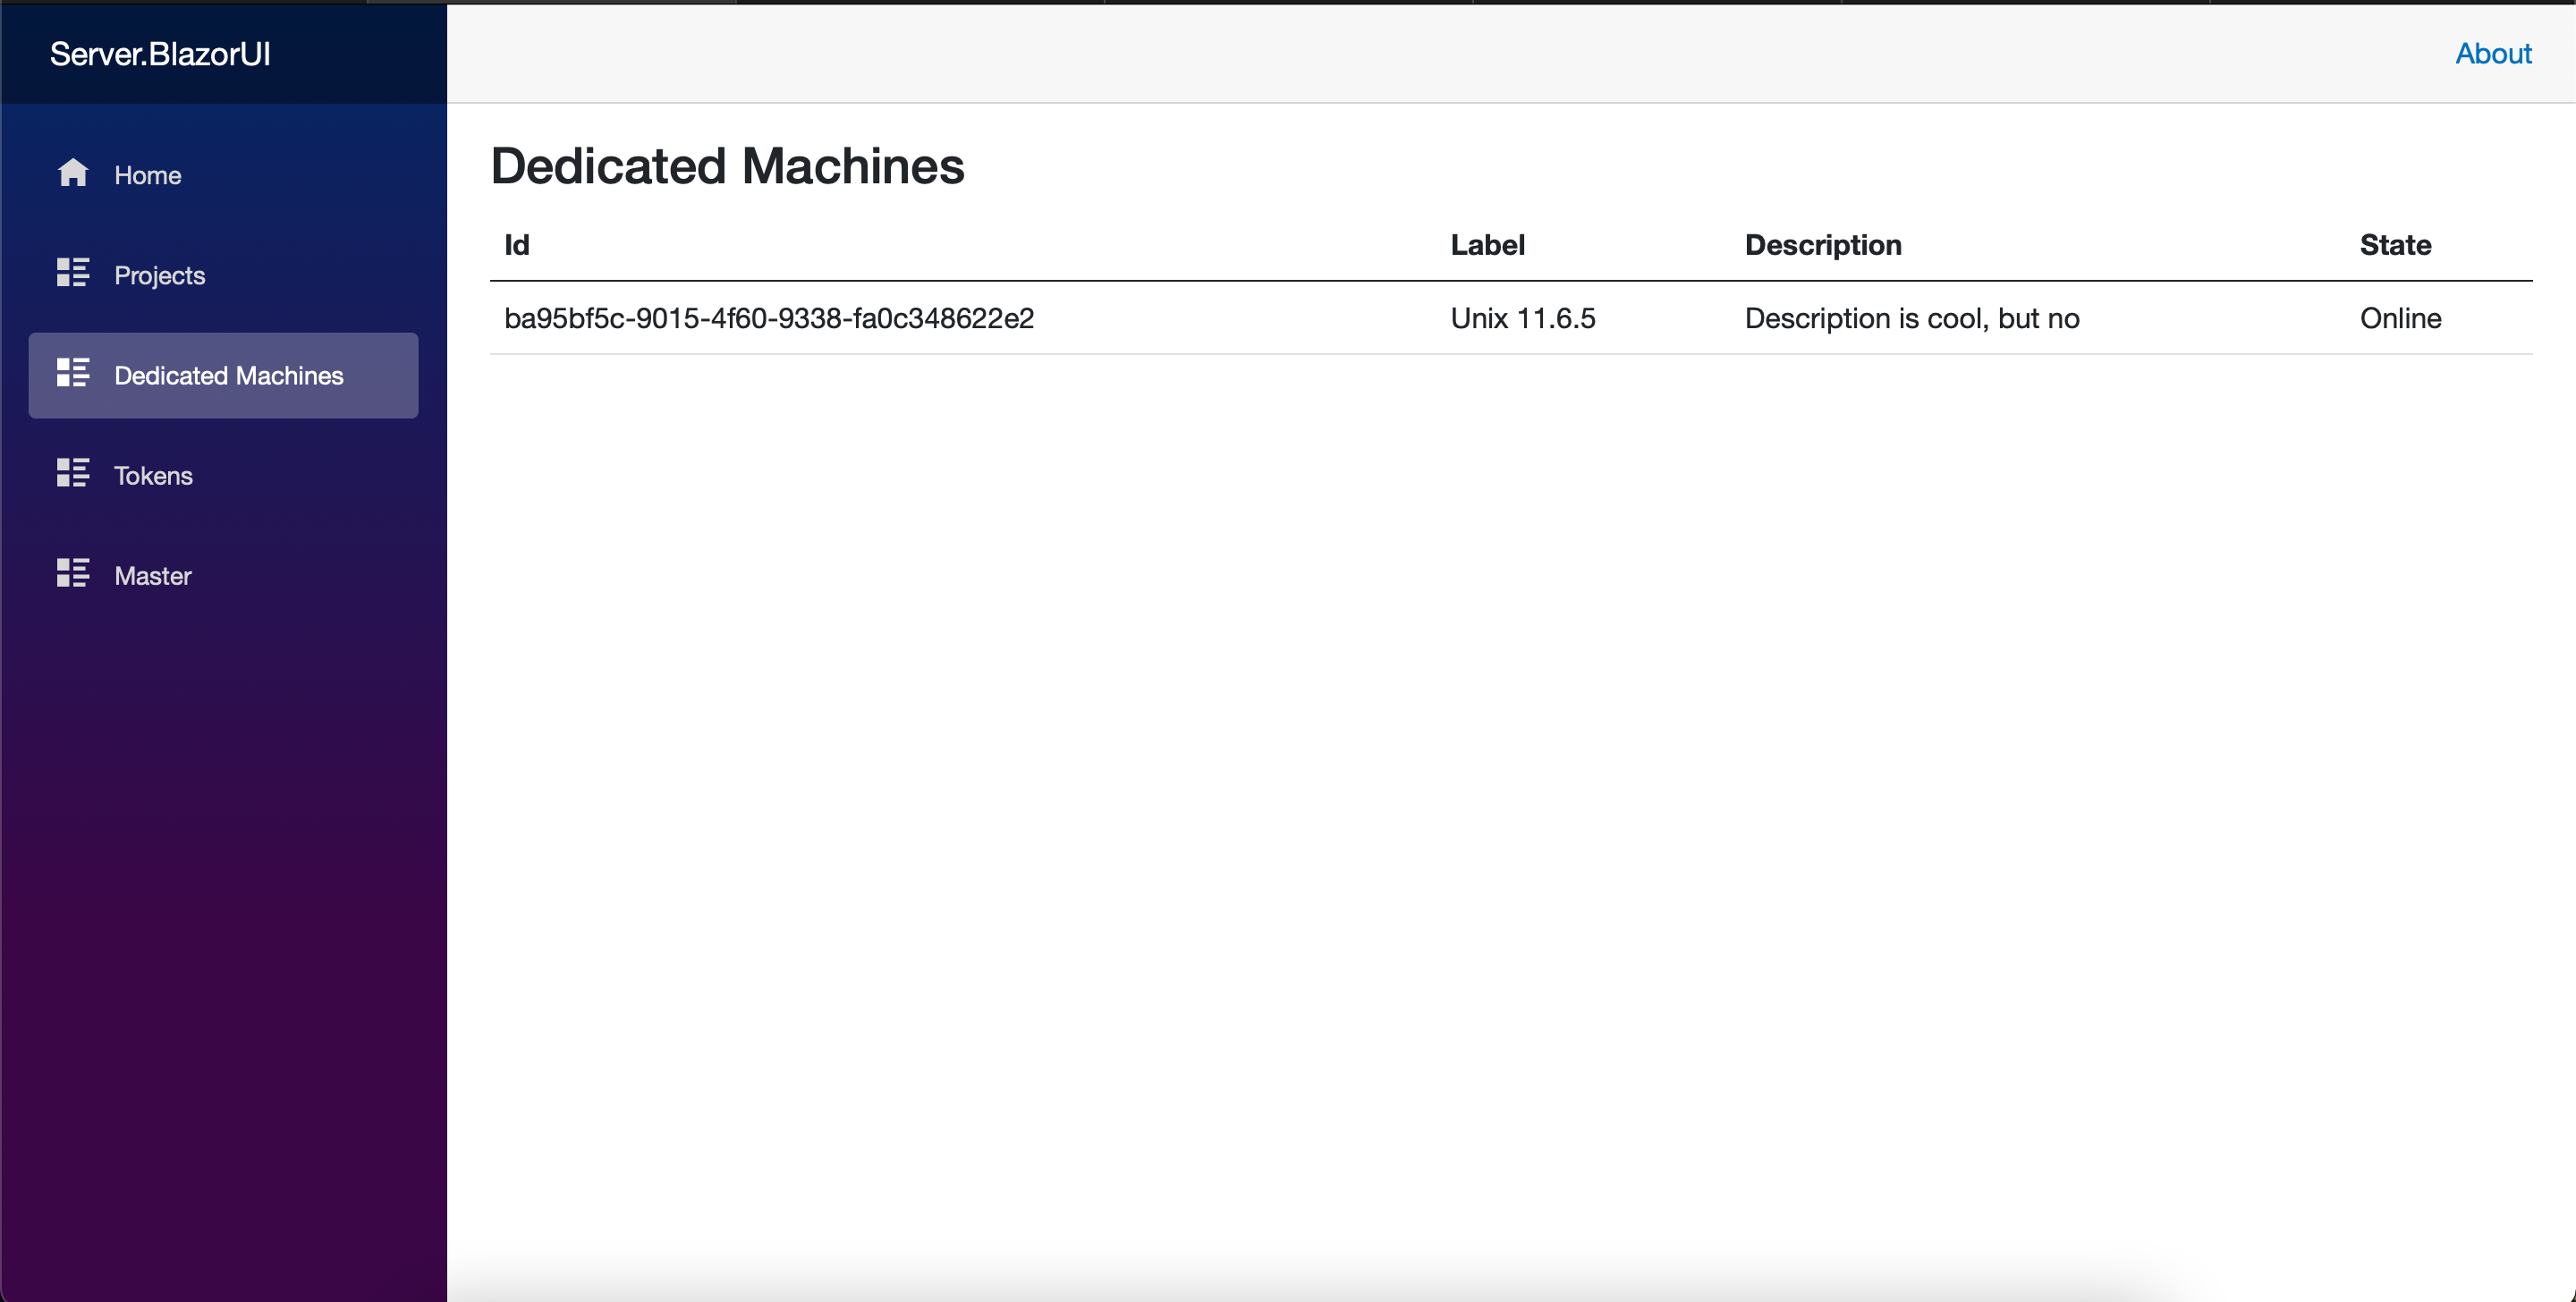 Server.BlazorUI
About
Home
Projects
Dedicated Machines
Tokens
Master
Dedicated Machines
Id Label Description State
ba95bf5c-9015-4f60-9338-fa0c348622e2 Unix 11.6.5 Description is cool, but no Online